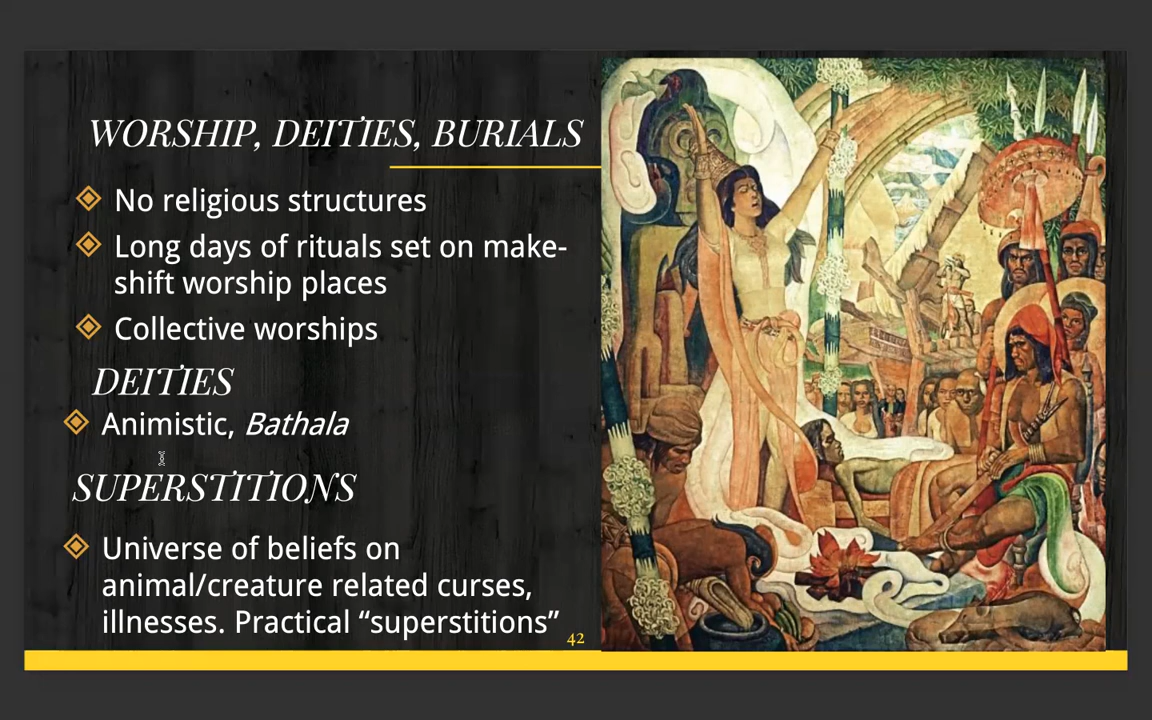 WORSHIP, DEITIES, BURIALS
No religious structures
Long days of rituals set on make-
shift worship places
Collective worships
DEITIES
Animistic, Bathala
SUPERSTITIONS
Universe of beliefs on
animal/creature related curses,
illnesses. Practical “superstitions”
42